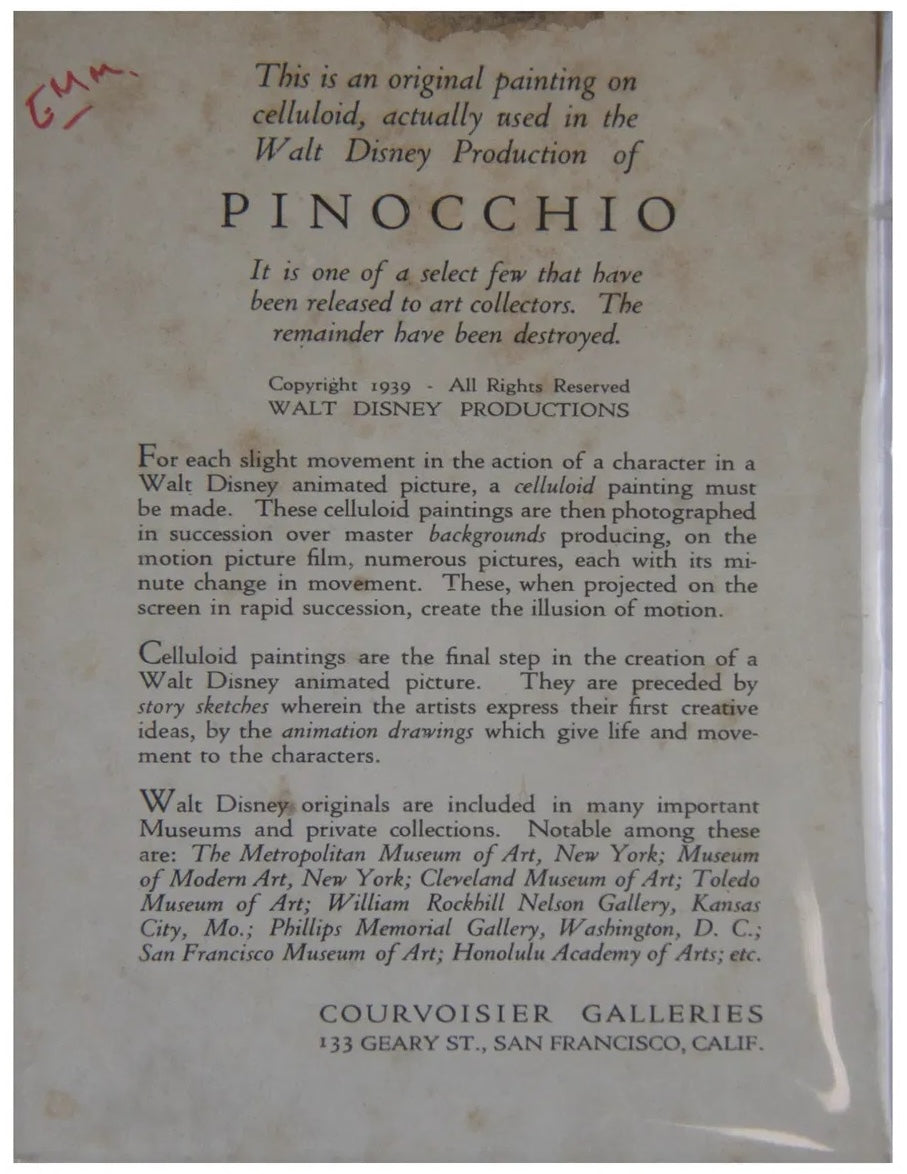 EMM.
This is an original painting on
celluloid, actually used in the
Walt Disney Production of
PINOCCHIO
It is one of a select few that have
been released to art collectors. The
remainder have been destroyed.
Copyright 1939 - All Rights Reserved
WALT DISNEY PRODUCTIONS
For each slight movement in the action of a character in a
Walt Disney animated picture, a celluloid painting must
be made. These celluloid paintings are then photographed
in succession over master backgrounds producing, on the
motion picture film, numerous pictures, each with its mi-
nute change in movement. These, when projected on the
screen in rapid succession, create the illusion of motion.
Celluloid paintings are the final step in the creation of a
Walt Disney animated picture. They are preceded by
story sketches wherein the artists express their first creative
ideas, by the animation drawings which give life and move-
ment to the characters.
Walt Disney originals are included in many important
Museums and private collections. Notable among these
are: The Metropolitan Museum of Art, New York; Museum
of Modern Art, New York; Cleveland Museum of Art; Toledo
Museum of Art; William Rockhill Nelson Gallery, Kansas
City, Mo.; Phillips Memorial Gallery, Washington, D. C.;
San Francisco Museum of Art; Honolulu Academy of Arts; etc.
COURVOISIER GALLERIES
133 GEARY ST., SAN FRANCISCO, CALIF.